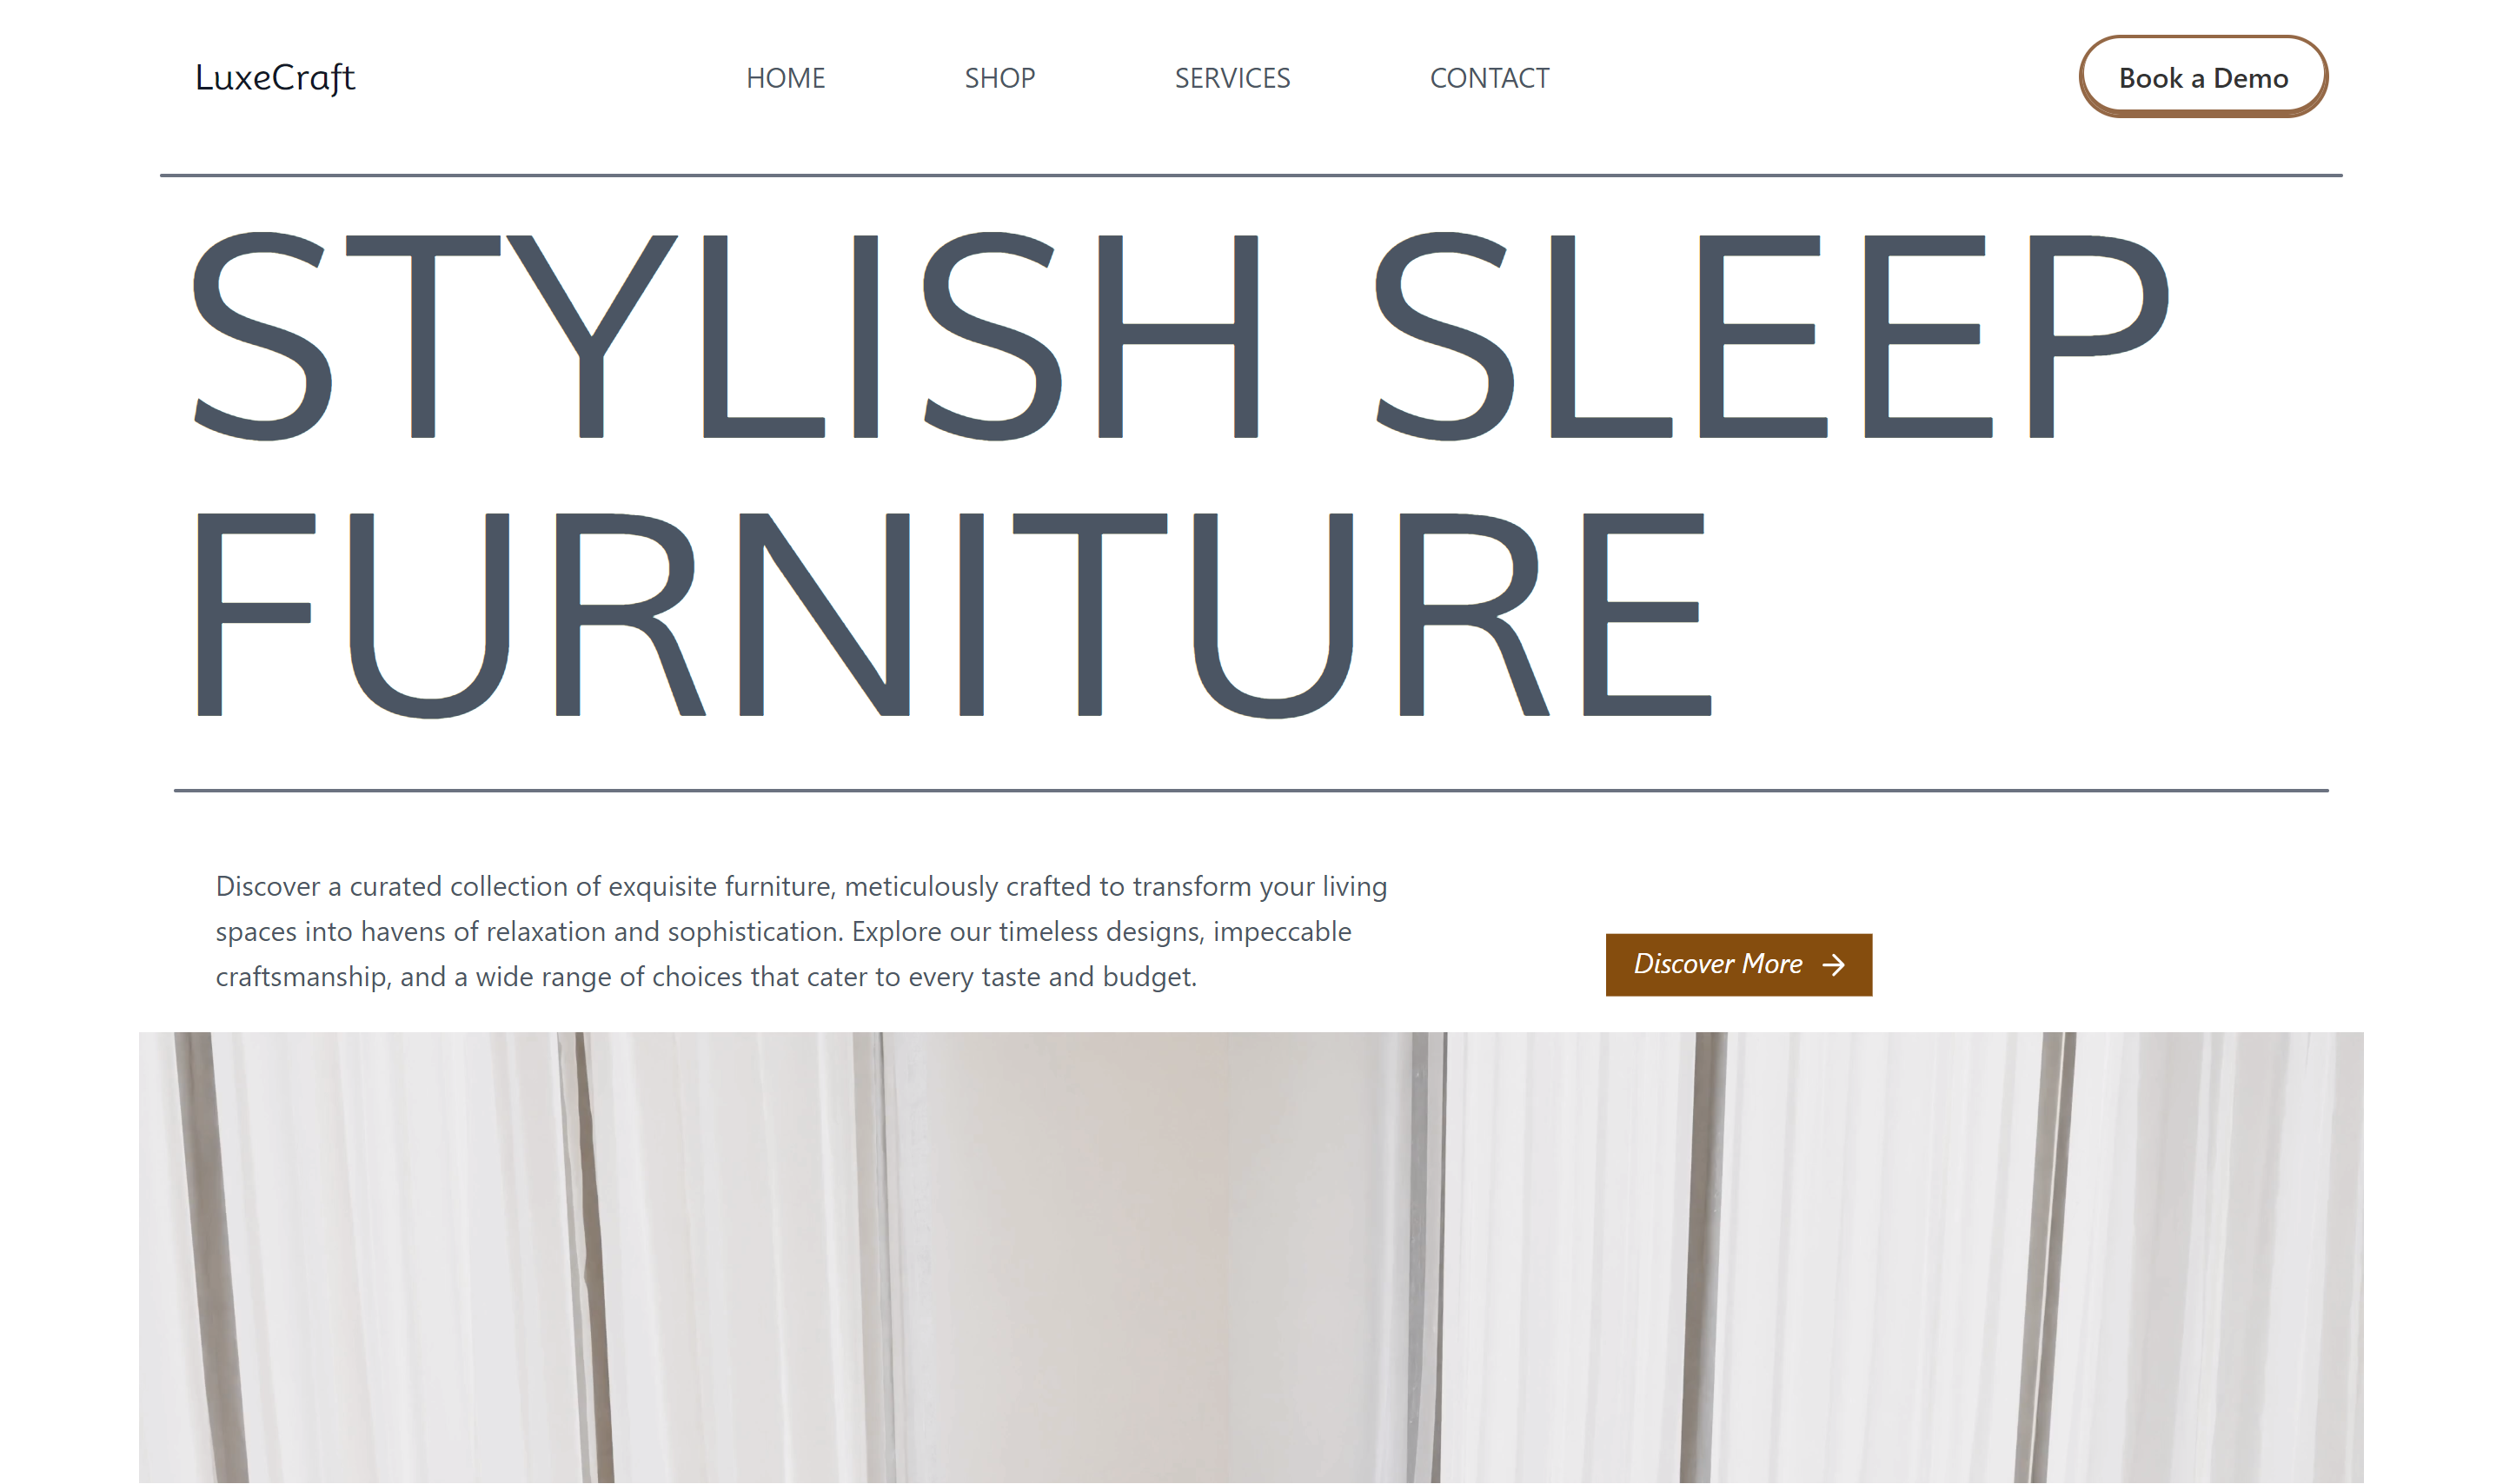 LuxeCraft
HOME SHOP SERVICES CONTACT
Book a Demo
STYLISH SLEEP
FURNITURE
Discover a curated collection of exquisite furniture, meticulously crafted to transform your living
spaces into havens of relaxation and sophistication. Explore our timeless designs, impeccable
craftsmanship, and a wide range of choices that cater to every taste and budget.
Discover More →